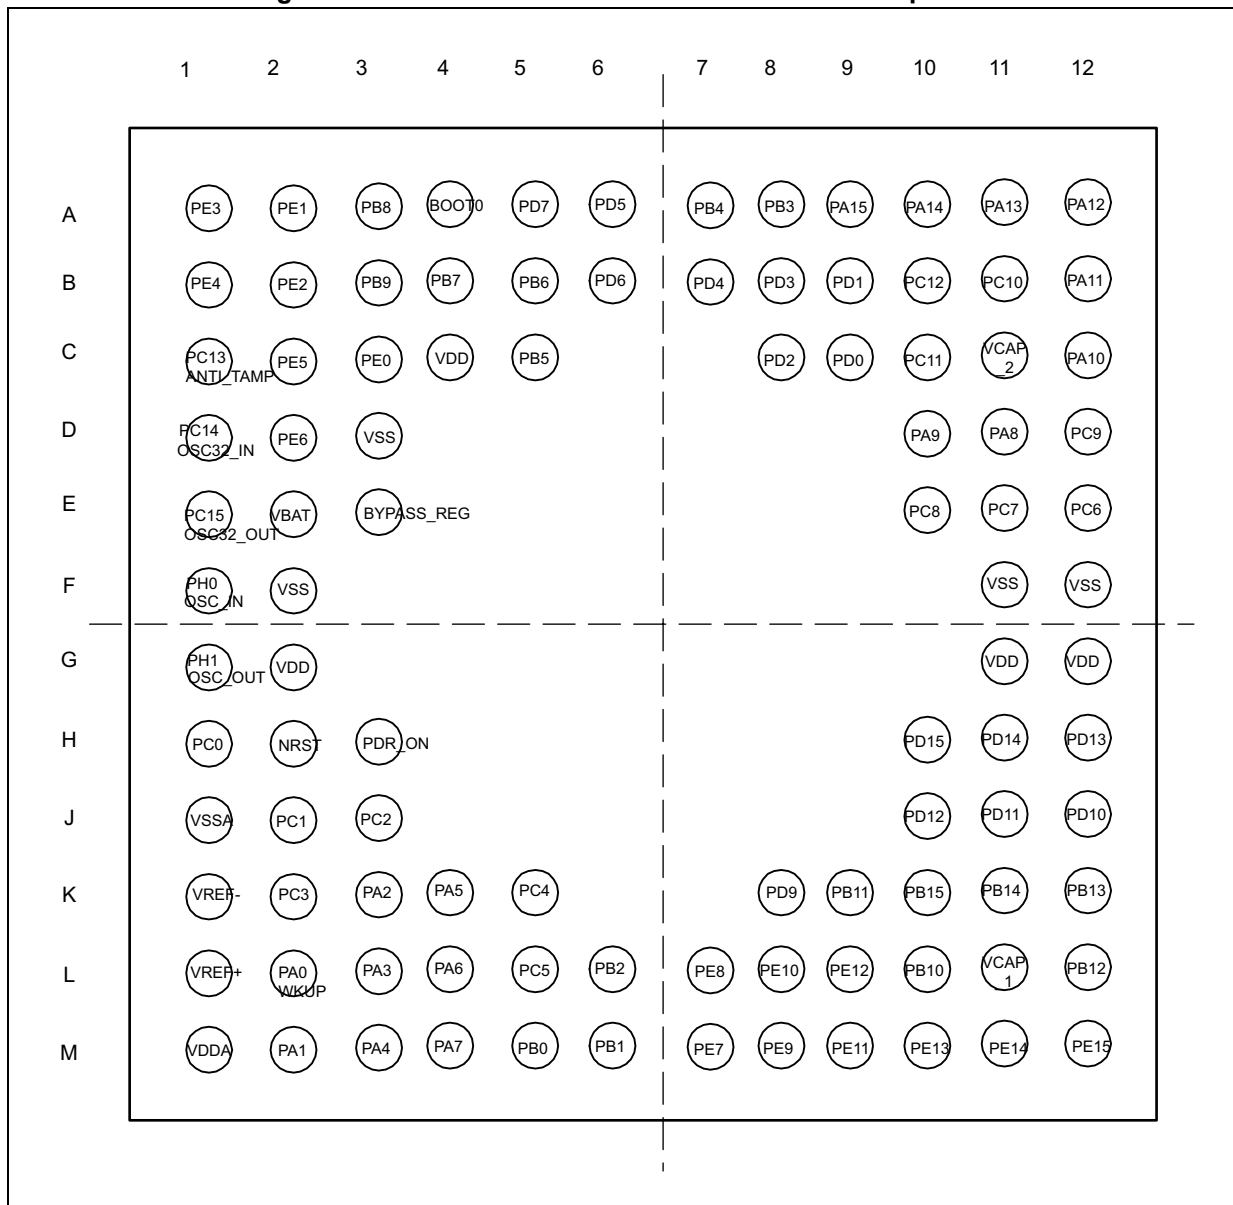 1 2 3 4 5 6 7 8 9 10 11 12
A PE3 PE1 PB8 BOOT0 PD7 PD5 PB4 PB3 PA15 PA14 PA13 PA12
B PE4 PE2 PB9 PB7 PB6 PD6 PD4 PD3 PD1 PC12 PC10 PA11
C PC13 PE5 PE0 VDD PB5 PD2 PD0 PC11 VCAP PA10
ANTI_TAMP _2
D PC14 PE6 VSS PA9 PA8 PC9
OSC32_IN
E PC15 VBAT BYPASS_REG PC8 PC7 PC6
OSC32_OUT
F PH0 VSS VSS VSS
OSC_IN
G PH1 VDD VDD VDD
OSC_OUT
H PC0 NRST PDR_ON PD15 PD14 PD13
J VSSA PC1 PC2 PD12 PD11 PD10
K VREF- PC3 PA2 PA5 PC4 PD9 PB11 PB15 PB14 PB13
L VREF+ PA0 PA3 PA6 PC5 PB2 PE8 PE10 PE12 PB10 VCAP PB12
WKUP _1
M VDDA PA1 PA4 PA7 PB0 PB1 PE7 PE9 PE11 PE13 PE14 PE15